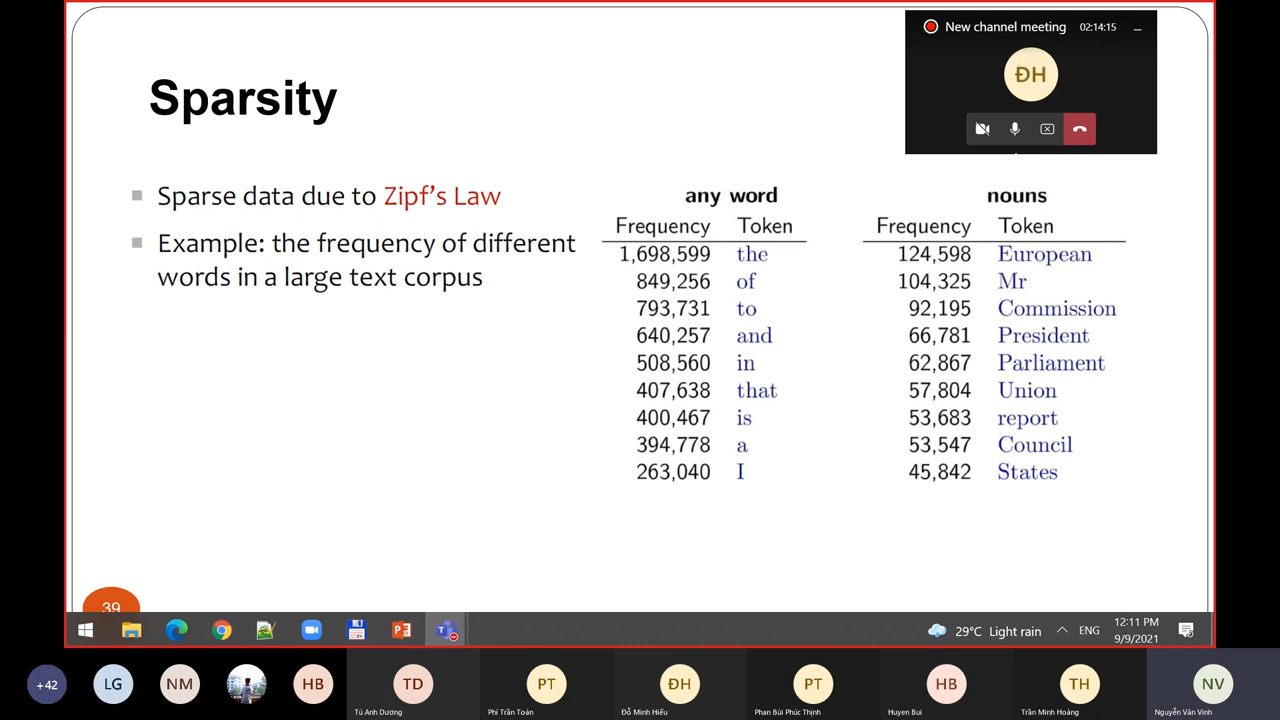 New channel meeting 02:14:15
ĐH
Sparsity
Sparse data due to Zipf's Law
Example: the frequency of different
words in a large text corpus
any word
Frequency Token
1,698,599 the
849,256 of
793,731 to
640,257 and
508,560 in
407,638 that
400,467 is
394,778 a
263,040 I
nouns
Frequency Token
124,598 European
104,325 Mr
92,195 Commission
66,781 President
62,867 Parliament
57,804 Union
53,683 report
53,547 Council
45,842 States
39
29°C Light rain
ENG
12:11 PM
9/9/2021
+42
LG
NM
HB
TD
Tú Anh Dương
PT
Phí Trần Toàn
ĐH
Đỗ Minh Hiếu
PT
Phan Bùi Phúc Thịnh
HB
Huyen Bui
TH
Trần Minh Hoàng
NV
Nguyễn Văn Vinh